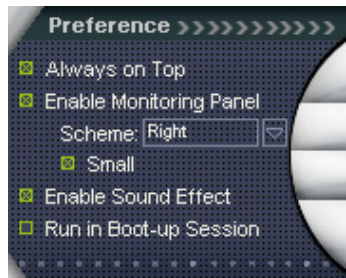 Preference >>>>>>>>>>>
Always on Top
Enable Monitoring Panel
Scheme: Right
Small
Enable Sound Effect
Run in Boot-up Session